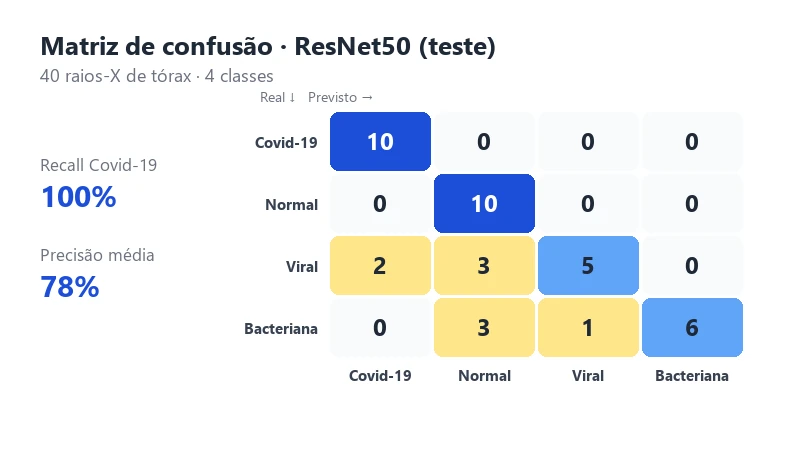 Matriz de confusão · ResNet50 (teste)
40 raios-X de tórax · 4 classes
Real ↓ Previsto →
Recall Covid-19
100%
Precisão média
78%
Covid-19 10 0 0 0
Normal 0 10 0 0
Viral 2 3 5 0
Bacteriana 0 3 1 6
Covid-19 Normal Viral Bacteriana